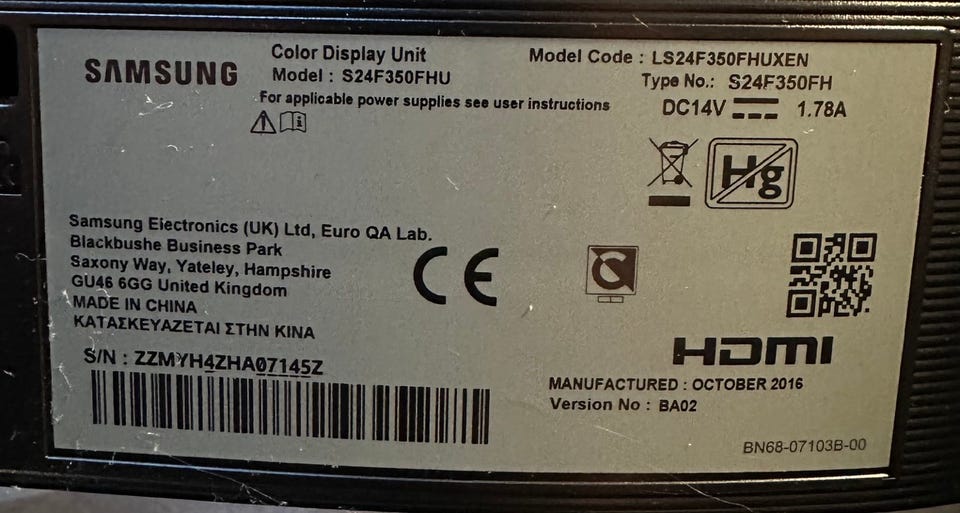 SAMSUNG
Color Display Unit
Model : S24F350FHU
For applicable power supplies see user instructions
Model Code : LS24F350FHUXEN
Type No.: S24F350FH
DC14V 1.78A
Hg
Samsung Electronics (UK) Ltd, Euro QA Lab.
Blackbushe Business Park
Saxony Way, Yateley, Hampshire
GU46 6GG United Kingdom
MADE IN CHINA
ΚΑΤΑΣΚΕΥΑΖΕΤΑΙ ΣΤΗΝ ΚΙΝΑ
CE
S/N : ZZMYH4ZHA07145Z
HDMI
MANUFACTURED : OCTOBER 2016
Version No : BA02
BN68-07103B-00